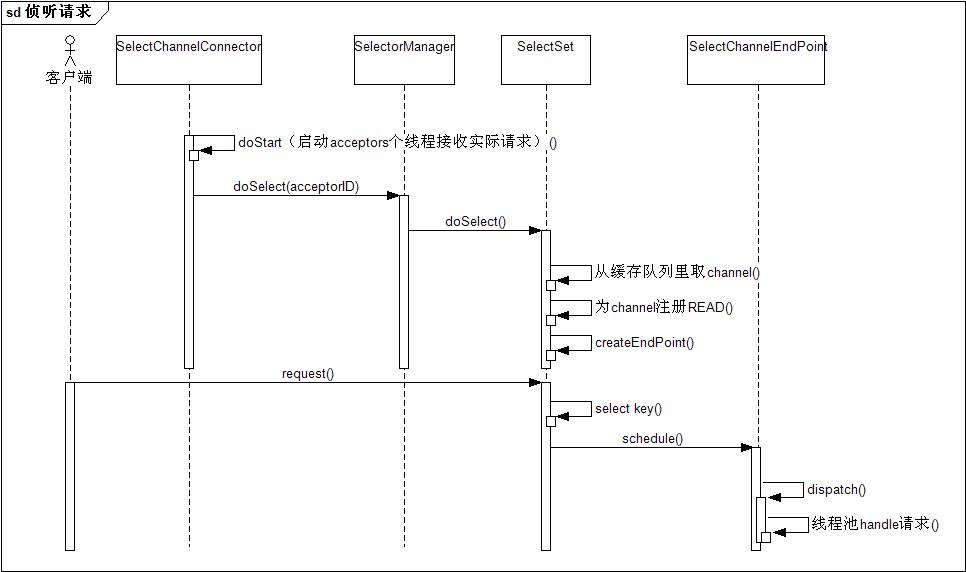 sd 侦听请求
客户端
SelectChannelConnector
SelectorManager
SelectSet
SelectChannelEndPoint
doStart（启动acceptors个线程接收实际请求）()
doSelect(acceptorID)
doSelect()
从缓存队列里取channel()
为channel注册READ()
createEndPoint()
request()
select key()
schedule()
dispatch()
线程池handle请求()